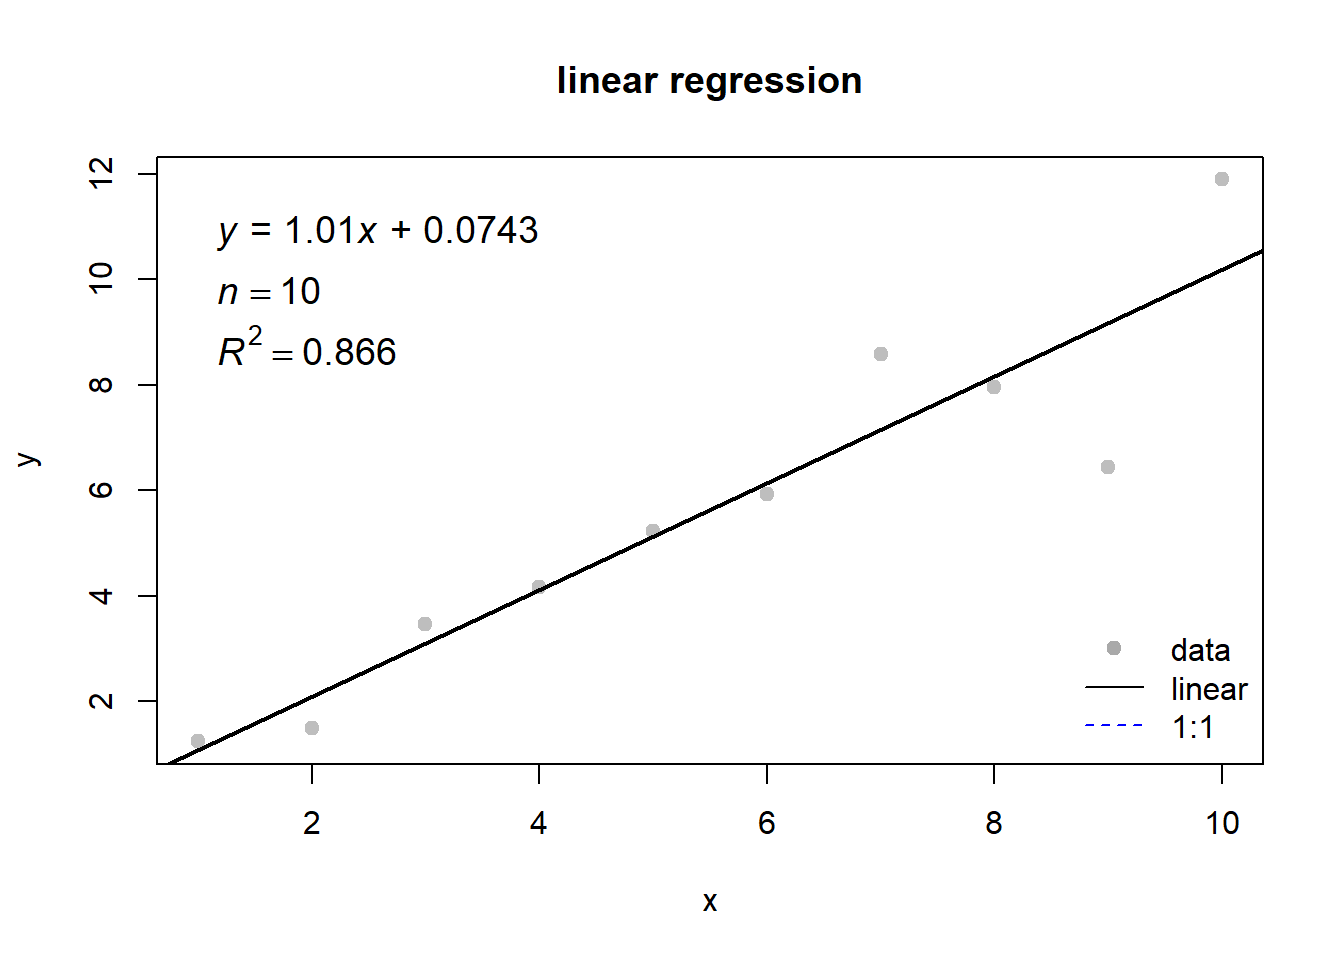 linear regression
y = 1.01x + 0.0743
n = 10
R² = 0.866
12
10
8
6
4
2
y
data
linear
1:1
2 4 6 8 10
x